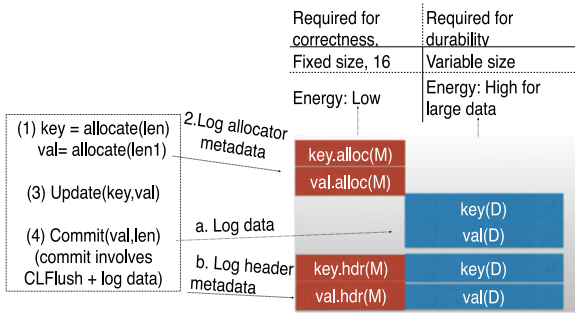 Required for
correctness,
Required for
durability
Fixed size, 16
Variable size
Energy: Low
Energy: High for
large data
(1) key = allocate(len)
val= allocate(len1)
(3) Update(key,val)
(4) Commit(val,len)
(commit involves
CLFlush + log data)
2.Log allocator
metadata
a. Log data
b. Log header
metadata
key.alloc(M)
val.alloc(M)
key(D)
val(D)
key.hdr(M)
key(D)
val.hdr(M)
val(D)